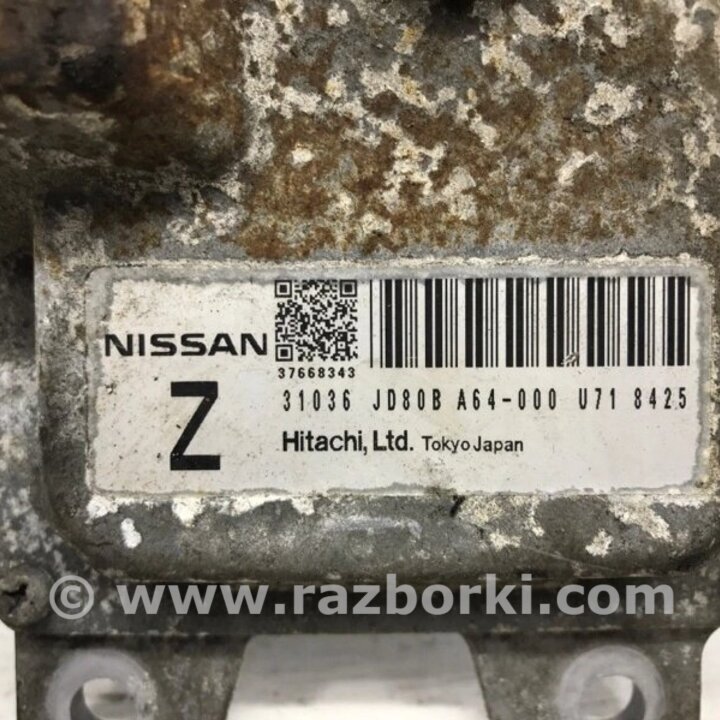 NISSAN
37668343
Z
31036 JD80B A64-000 U71 8425
Hitachi, Ltd. Tokyo Japan
© www.razborki.com